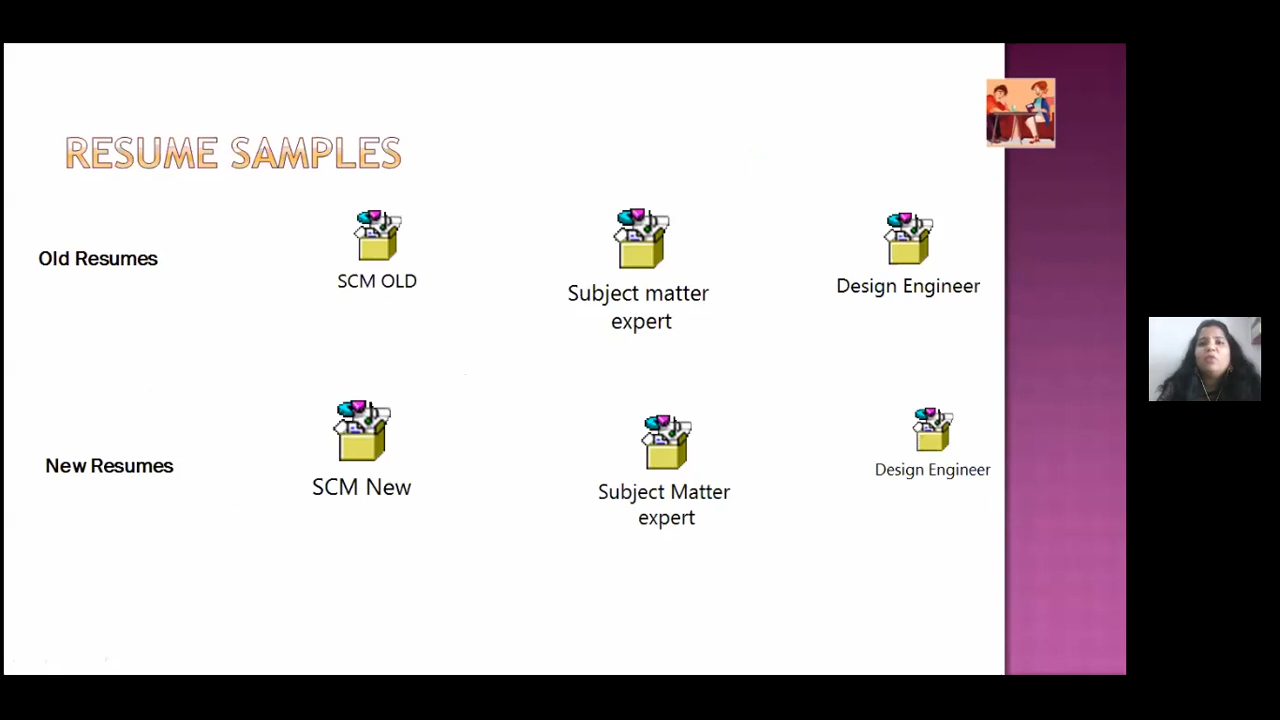 RESUME SAMPLES
Old Resumes
SCM OLD
Subject matter
expert
Design Engineer
New Resumes
SCM New
Subject Matter
expert
Design Engineer